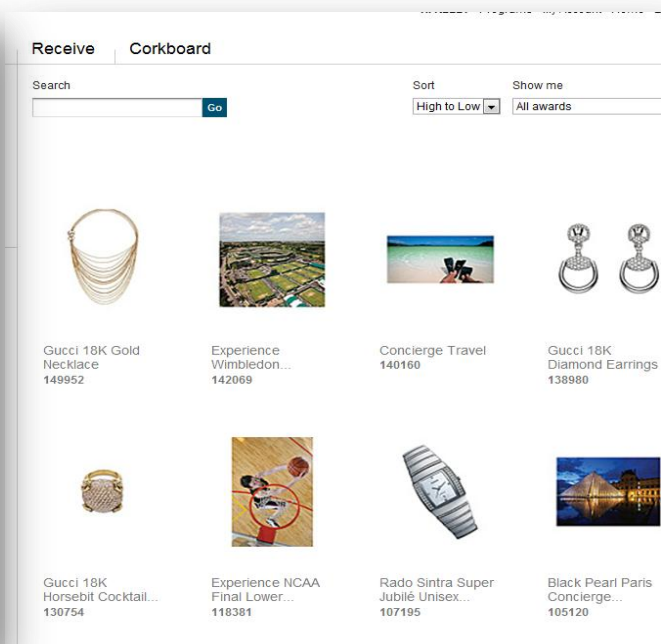 Receive Corkboard
Search Sort Show me
Go High to Low All awards
Gucci 18K Gold
Necklace
149952
Experience
Wimbledon...
142069
Concierge Travel
140160
Gucci 18K
Diamond Earrings
138980
Gucci 18K
Horsebit Cocktail...
130754
Experience NCAA
Final Lower...
118381
Rado Sintra Super
Jubilé Unisex...
107195
Black Pearl Paris
Concierge...
105120